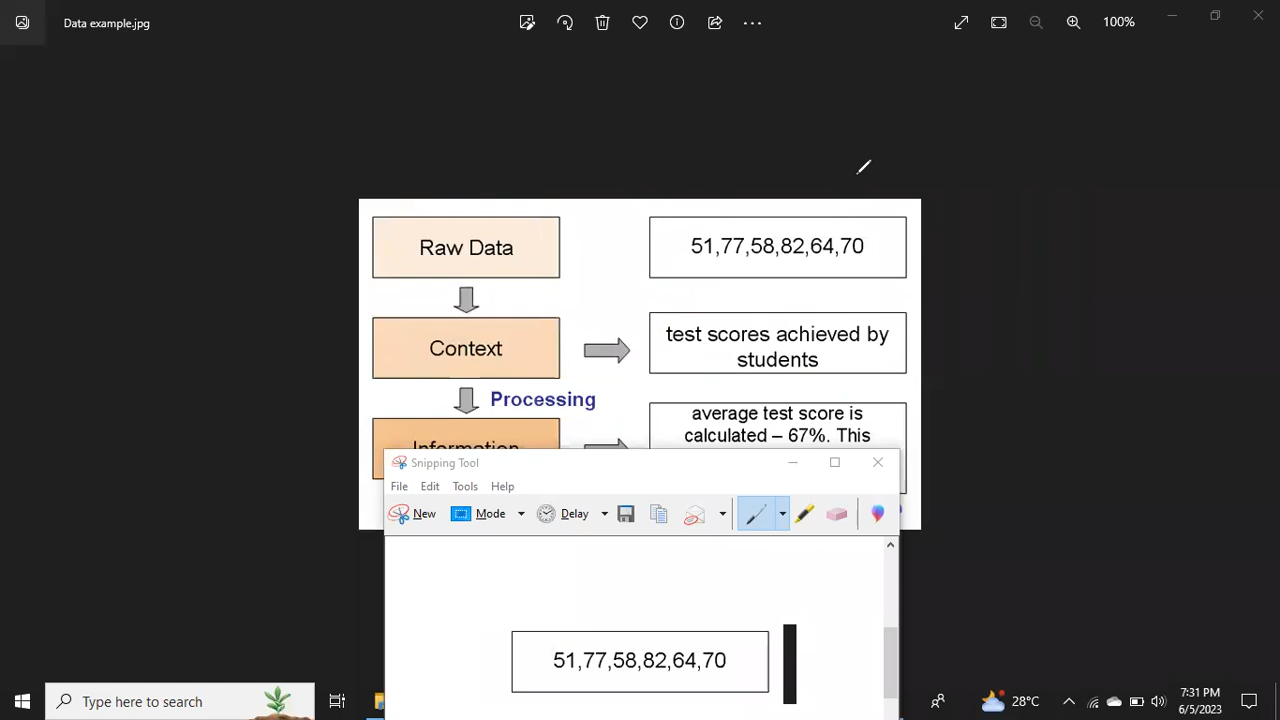 Data example.jpg
100%
Raw Data
51,77,58,82,64,70
Context
test scores achieved by
students
Processing
Information
average test score is
calculated – 67%. This
Snipping Tool
File Edit Tools Help
New Mode Delay
51,77,58,82,64,70
Type here to search
28°C
7:31 PM
6/5/2023